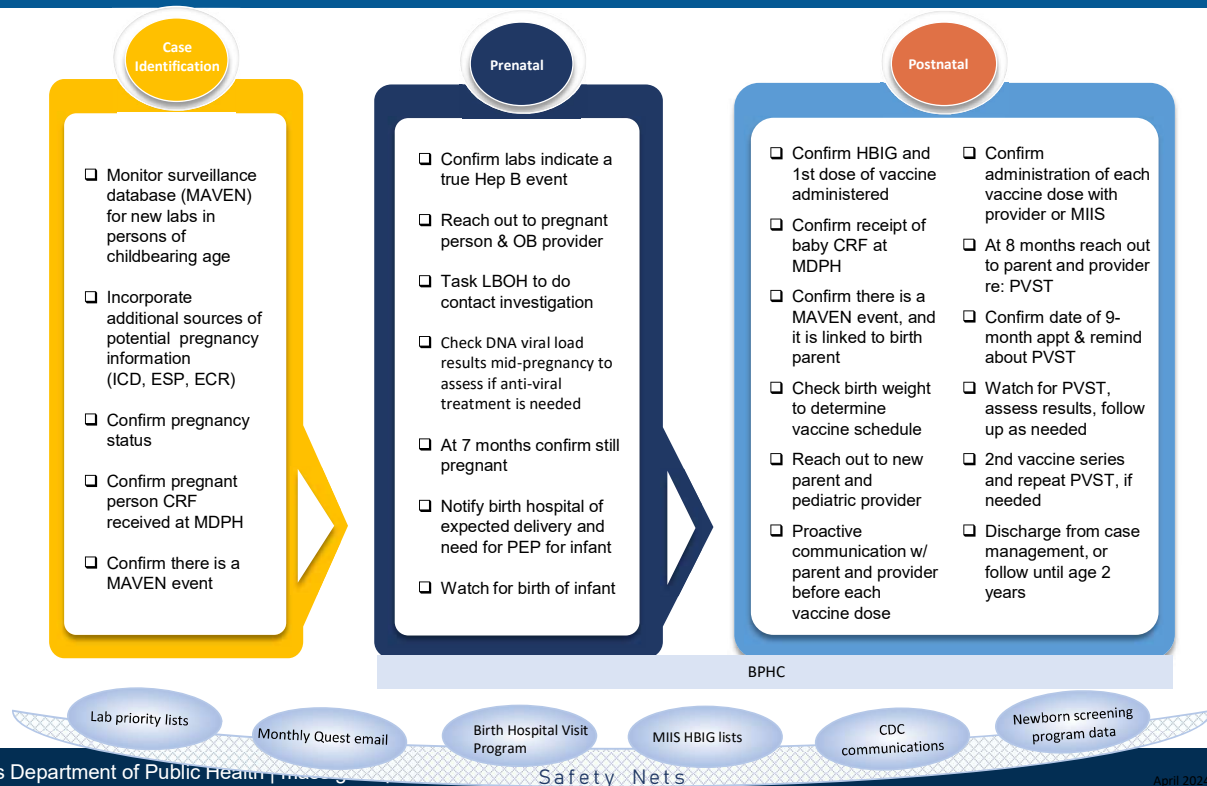 Case
Identification
Prenatal
Postnatal
❑ Monitor surveillance
database (MAVEN)
for new labs in
persons of
childbearing age
❑ Incorporate
additional sources of
potential pregnancy
information
(ICD, ESP, ECR)
❑ Confirm pregnancy
status
❑ Confirm pregnant
person CRF
received at MDPH
❑ Confirm there is a
MAVEN event
❑ Confirm labs indicate a
true Hep B event
❑ Reach out to pregnant
person & OB provider
❑ Task LBOH to do
contact investigation
❑ Check DNA viral load
results mid-pregnancy to
assess if anti-viral
treatment is needed
❑ At 7 months confirm still
pregnant
❑ Notify birth hospital of
expected delivery and
need for PEP for infant
❑ Watch for birth of infant
❑ Confirm HBIG and
1st dose of vaccine
administered
❑ Confirm receipt of
baby CRF at
MDPH
❑ Confirm there is a
MAVEN event, and
it is linked to birth
parent
❑ Check birth weight
to determine
vaccine schedule
❑ Reach out to new
parent and
pediatric provider
❑ Proactive
communication w/
parent and provider
before each
vaccine dose
❑ Confirm
administration of each
vaccine dose with
provider or MIIS
❑ At 8 months reach out
to parent and provider
re: PVST
❑ Confirm date of 9-
month appt & remind
about PVST
❑ Watch for PVST,
assess results, follow
up as needed
❑ 2nd vaccine series
and repeat PVST, if
needed
❑ Discharge from case
management, or
follow until age 2
years
BPHC
Lab priority lists
Monthly Quest email
Birth Hospital Visit
Program
MIIS HBIG lists
CDC
communications
Newborn screening
program data
s Department of Public Health |
Safety Nets
April 2024